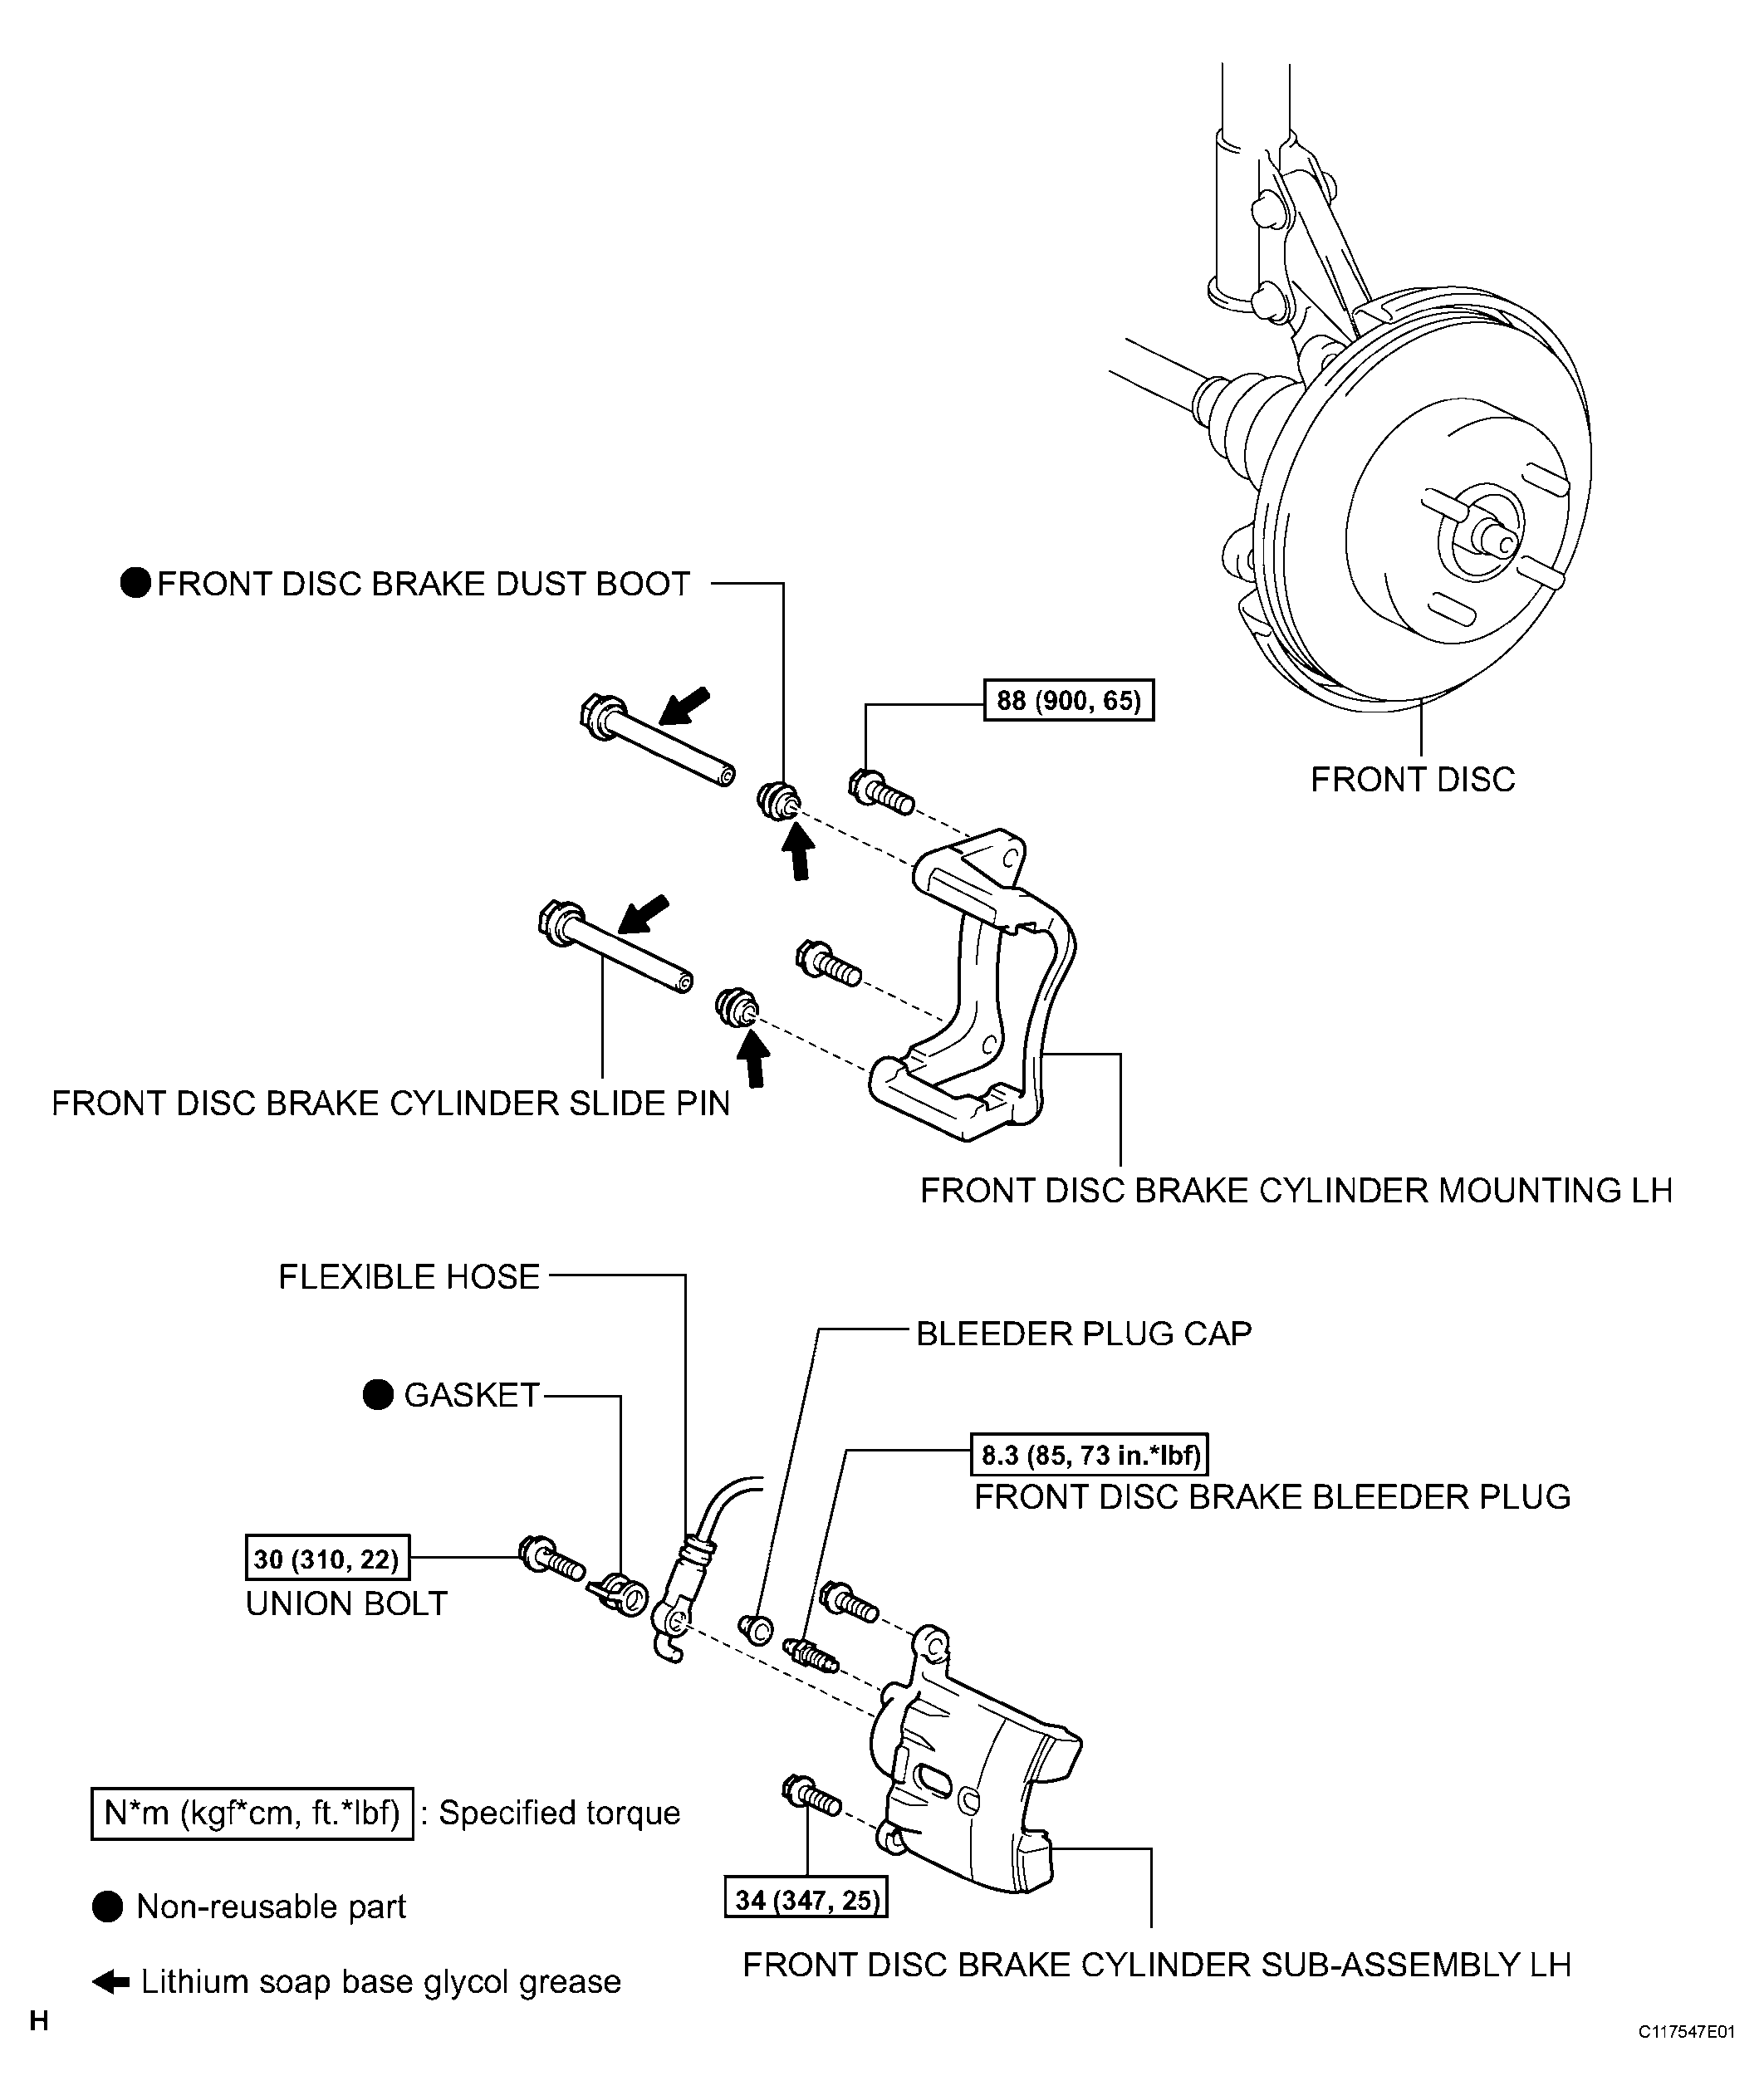 FRONT DISC BRAKE DUST BOOT
88 (900, 65)
FRONT DISC
FRONT DISC BRAKE CYLINDER SLIDE PIN
FRONT DISC BRAKE CYLINDER MOUNTING LH
FLEXIBLE HOSE
BLEEDER PLUG CAP
GASKET
8.3 (85, 73 in.*lbf)
FRONT DISC BRAKE BLEEDER PLUG
30 (310, 22)
UNION BOLT
N*m (kgf*cm, ft.*lbf) : Specified torque
34 (347, 25)
Non-reusable part
FRONT DISC BRAKE CYLINDER SUB-ASSEMBLY LH
Lithium soap base glycol grease
H
C117547E01